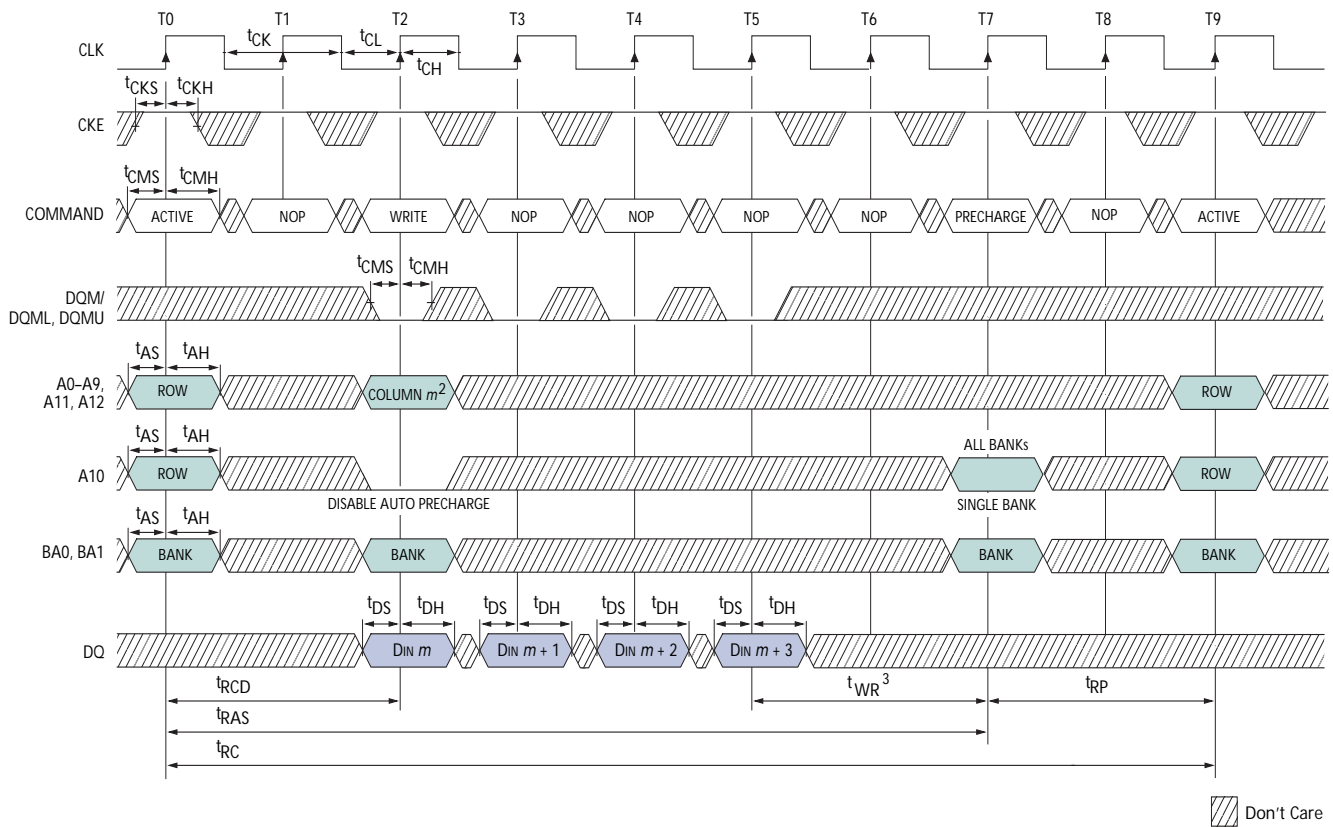 T0 T1 T2 T3 T4 T5 T6 T7 T8 T9
CLK
tCK tCL
tCH
tCKS tCKH
CKE
tCMS tCMH
COMMAND ACTIVE NOP WRITE NOP NOP NOP NOP PRECHARGE NOP ACTIVE
tCMS tCMH
DQM/
DQML, DQMU
tAS tAH
A0–A9,
A11, A12
ROW COLUMN m2 ROW
tAS tAH
ALL BANKs
A10 ROW ROW
DISABLE AUTO PRECHARGE SINGLE BANK
tAS tAH
BA0, BA1 BANK BANK BANK BANK
tDS tDH tDS tDH tDS tDH tDS tDH
DQ DIN m DIN m + 1 DIN m + 2 DIN m + 3
tRCD tWR3 tRP
tRAS
tRC
Don't Care